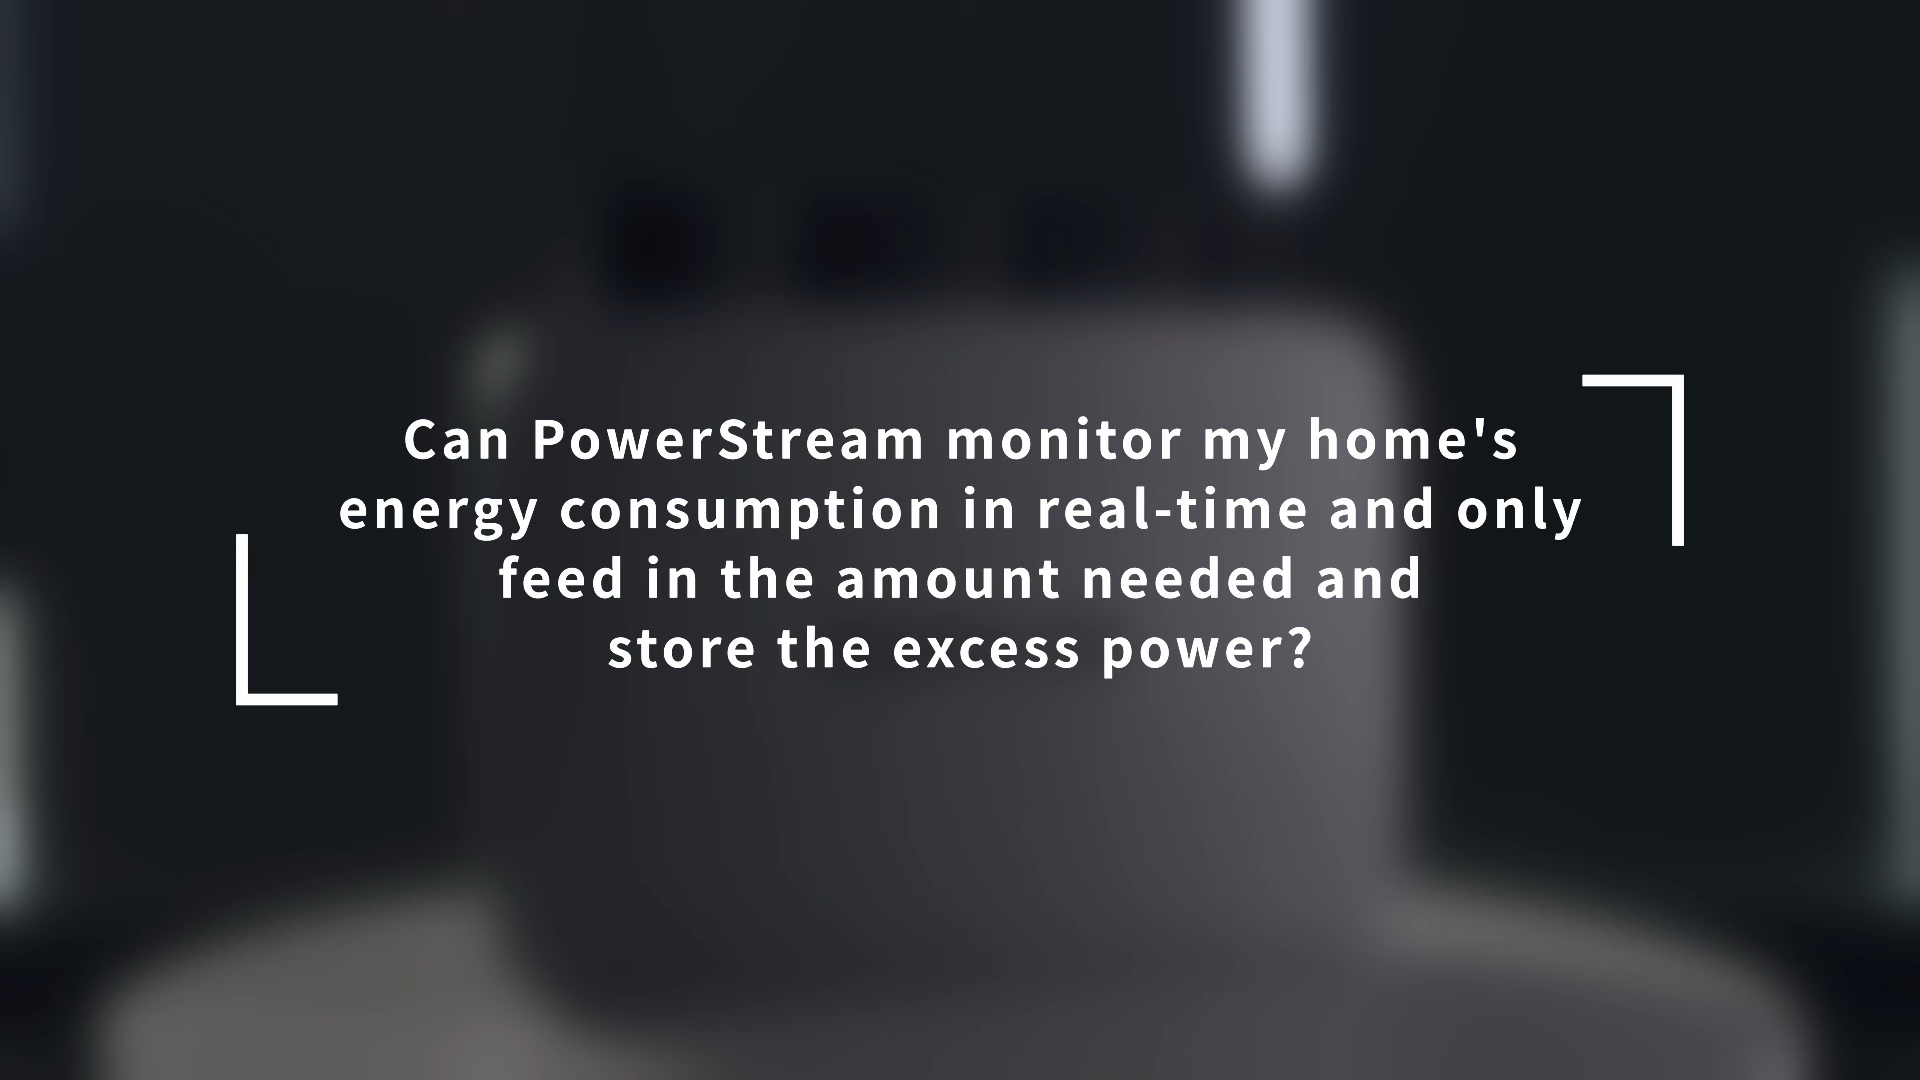 Can PowerStream monitor my home's
energy consumption in real-time and only
feed in the amount needed and
store the excess power?